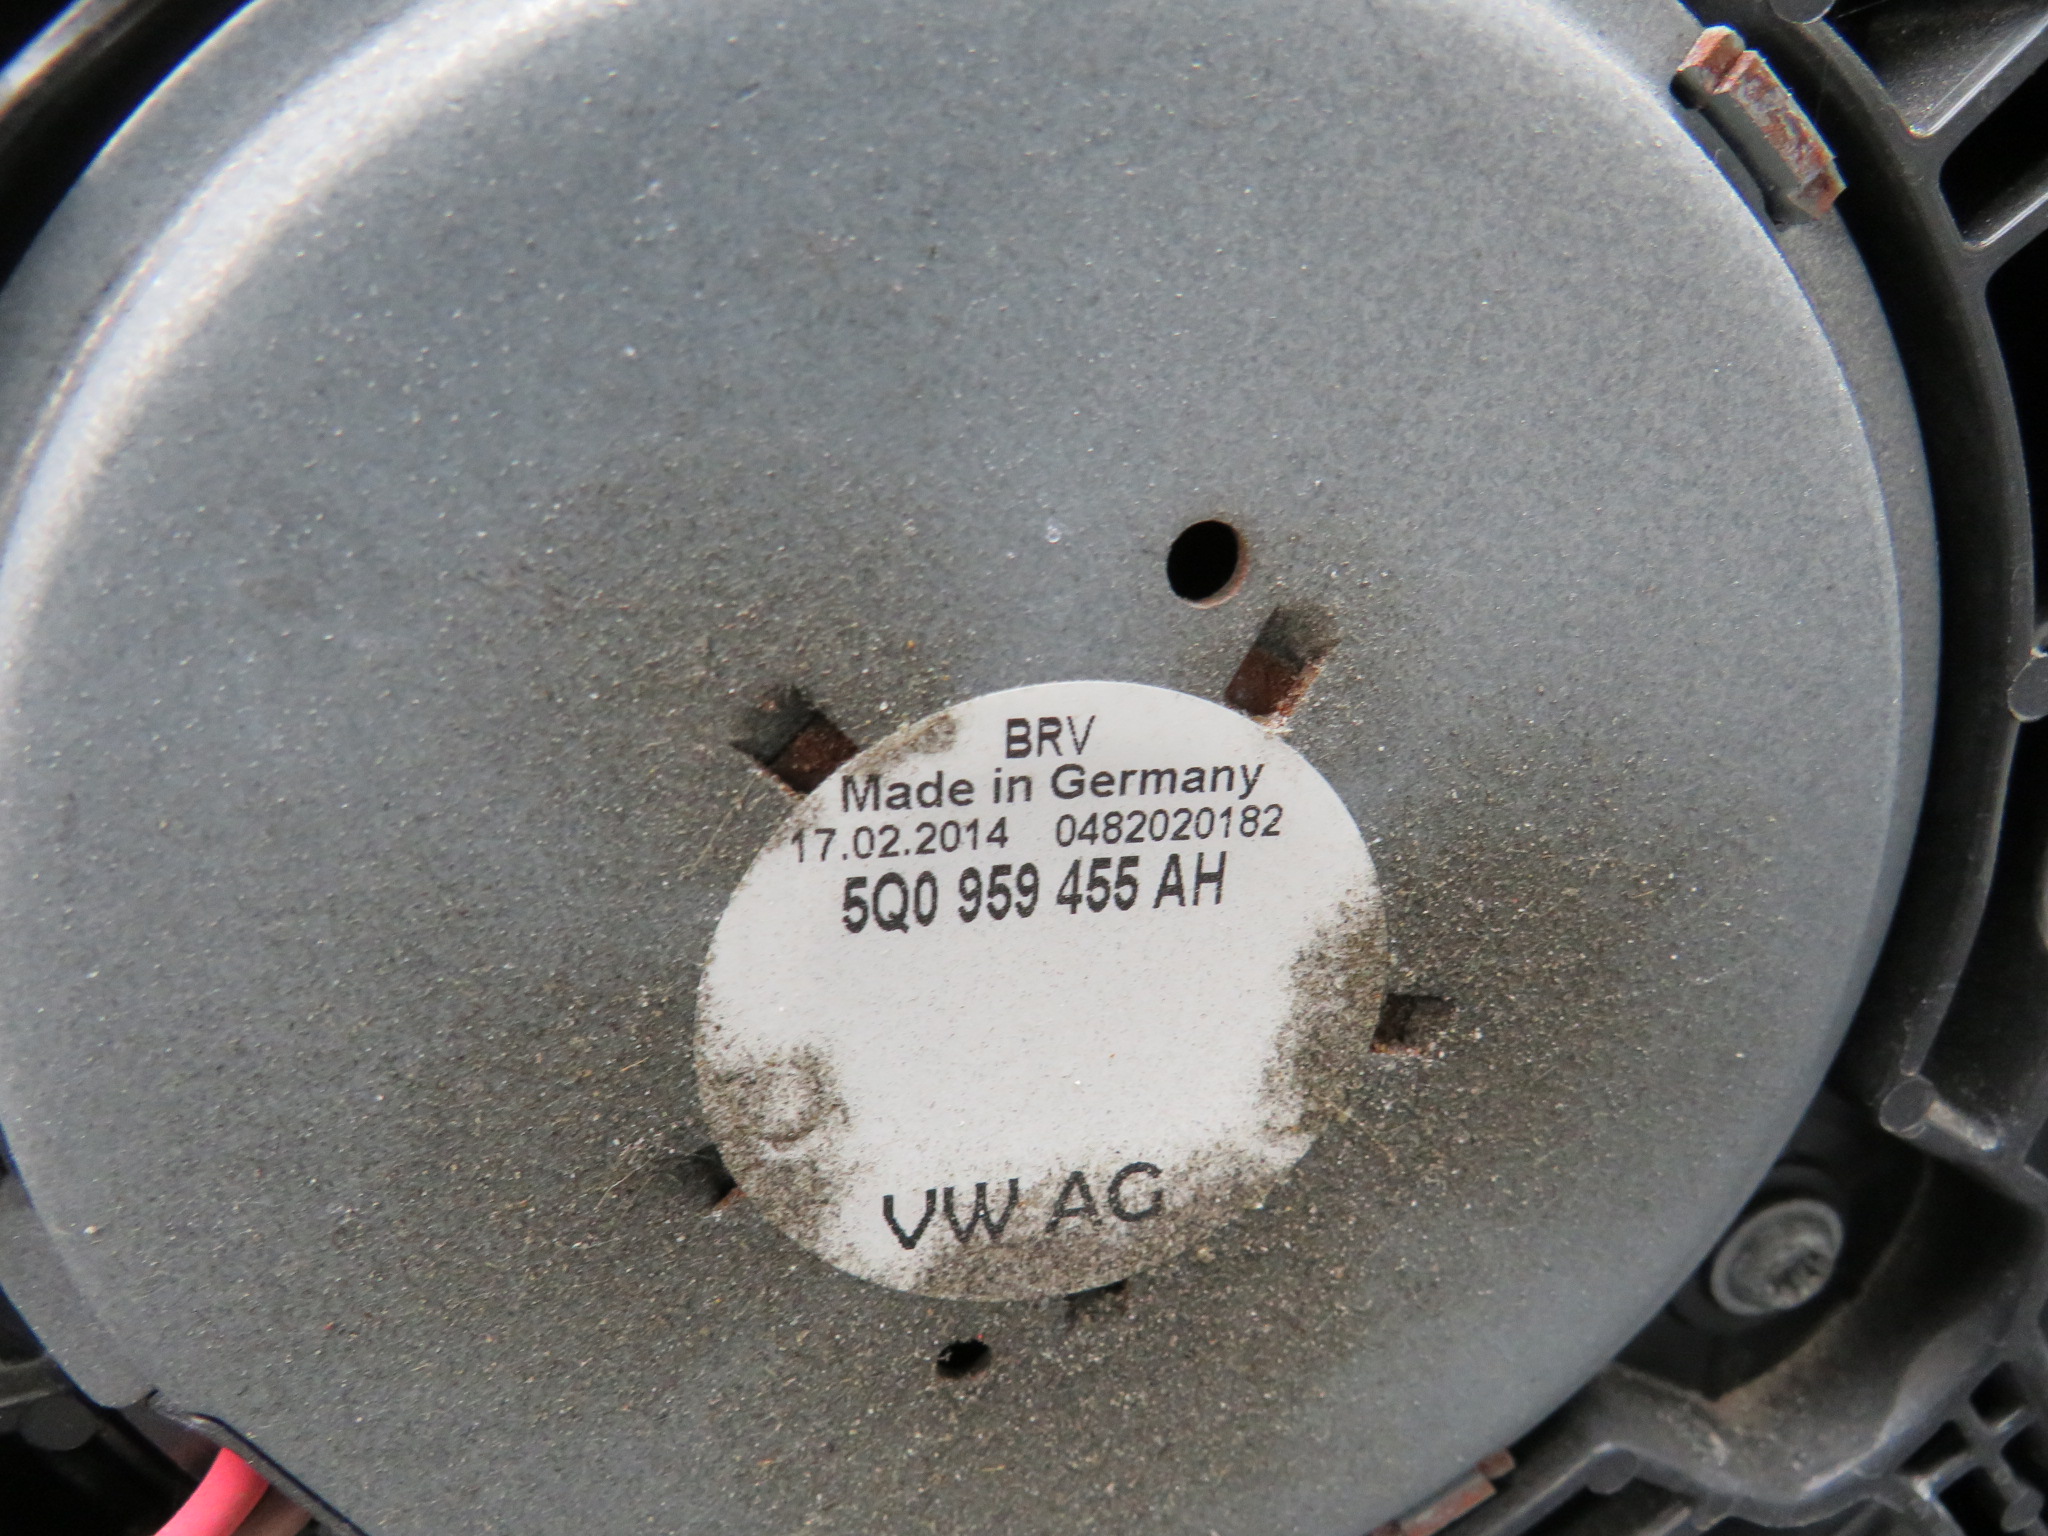 BRV
Made in Germany
17.02.2014 0482020182
5Q0 959 455 AH
VW AG